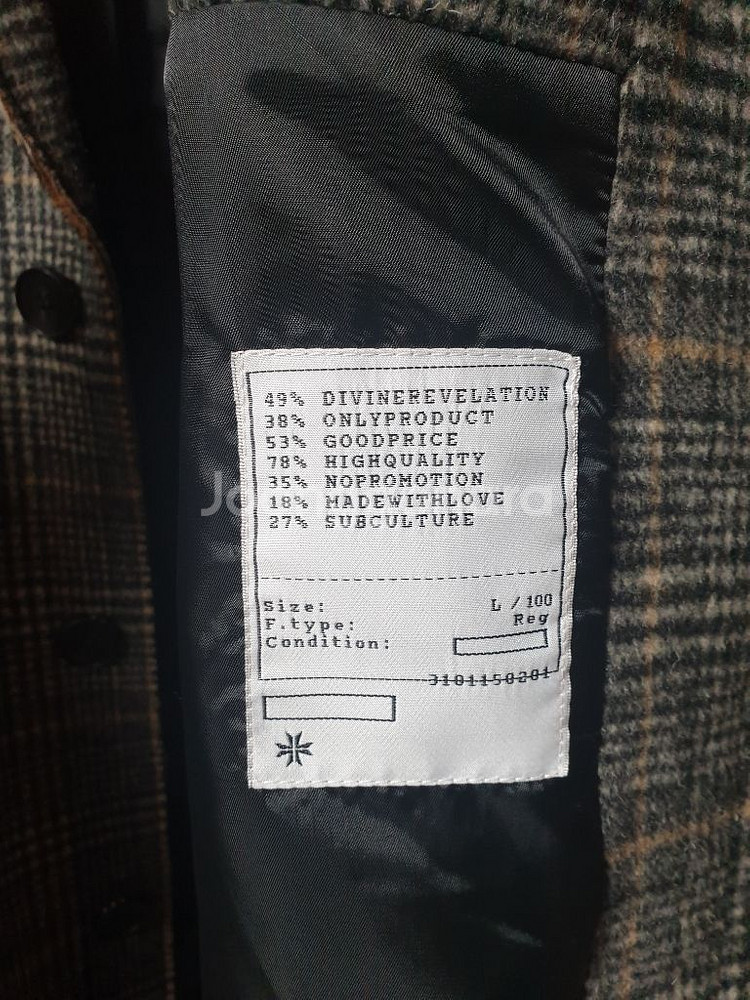 49% DIVINEREVELATION
38% ONLYPRODUCT
53% GOODPRICE
78% HIGHQUALITY
35% NOPROMOTION
18% MADEWITHLOVE
27% SUBCULTURE
Size: L / 100
F.type: Reg
Condition:
3101150201